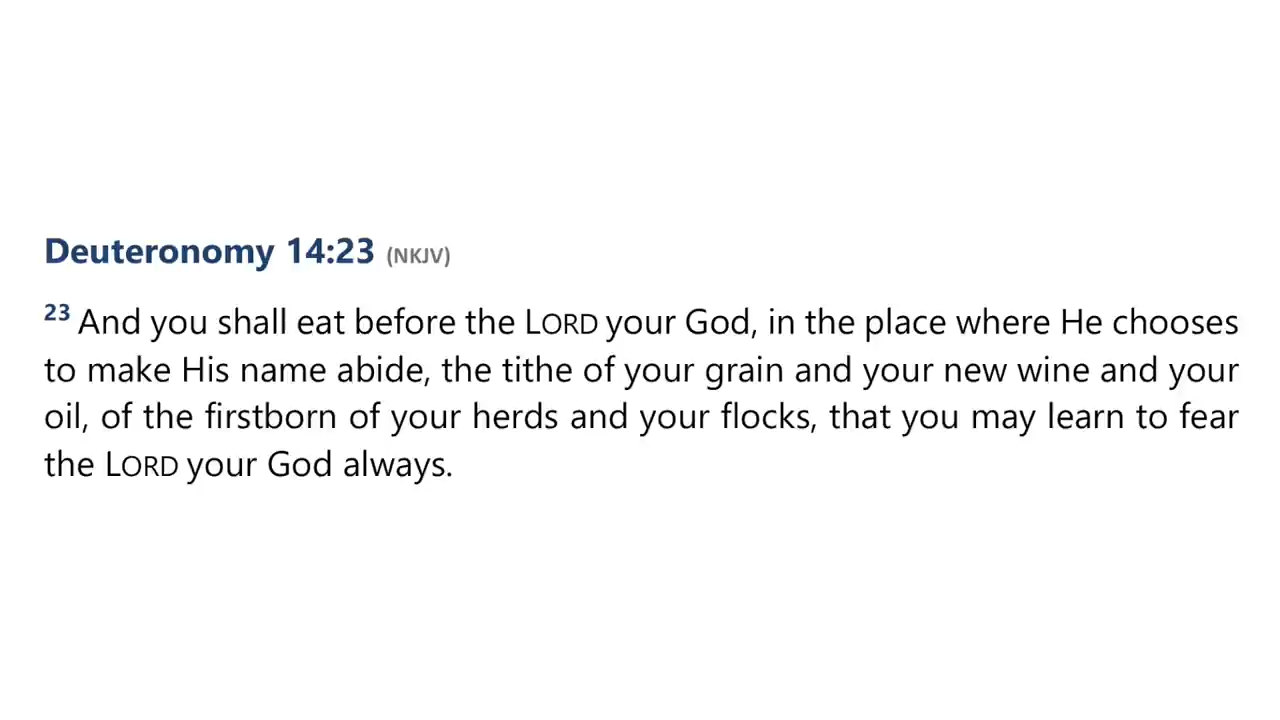 Deuteronomy 14:23 (NKJV)
23 And you shall eat before the LORD your God, in the place where He chooses
to make His name abide, the tithe of your grain and your new wine and your
oil, of the firstborn of your herds and your flocks, that you may learn to fear
the LORD your God always.